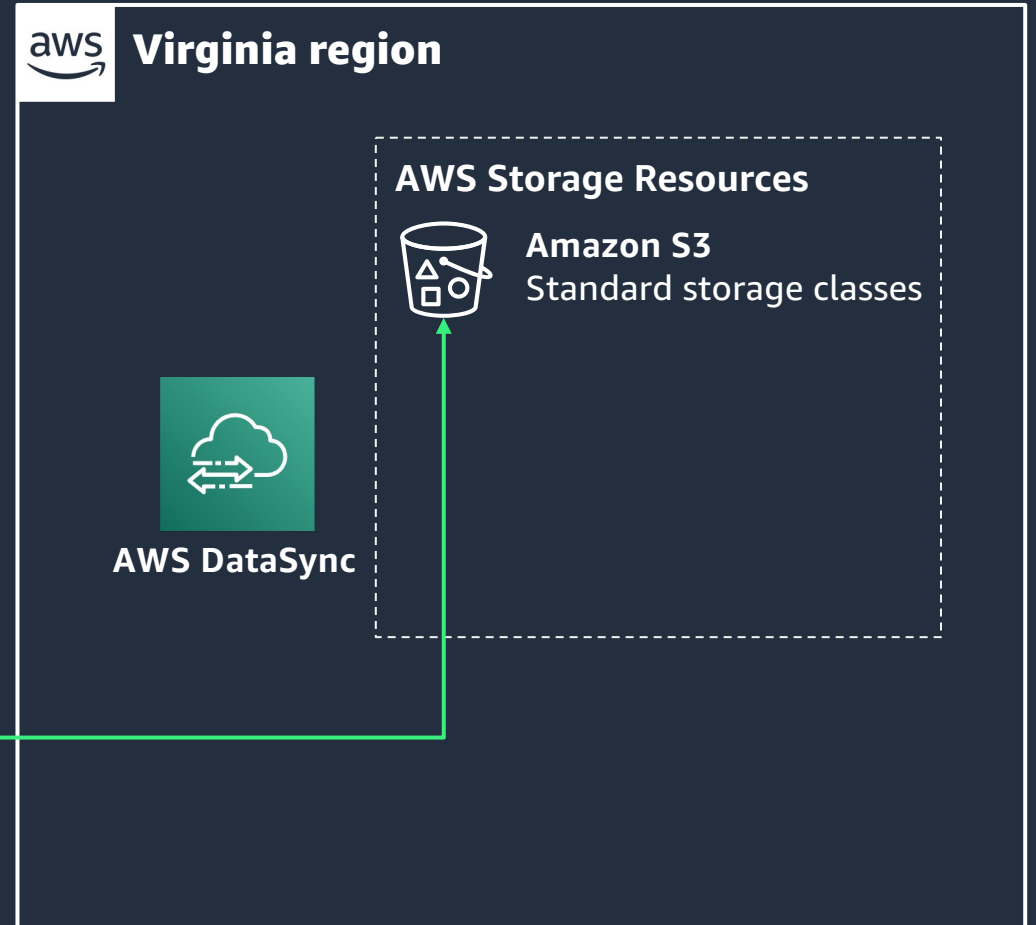 aws
Virginia region
AWS Storage Resources
Amazon S3
Standard storage classes
AWS DataSync